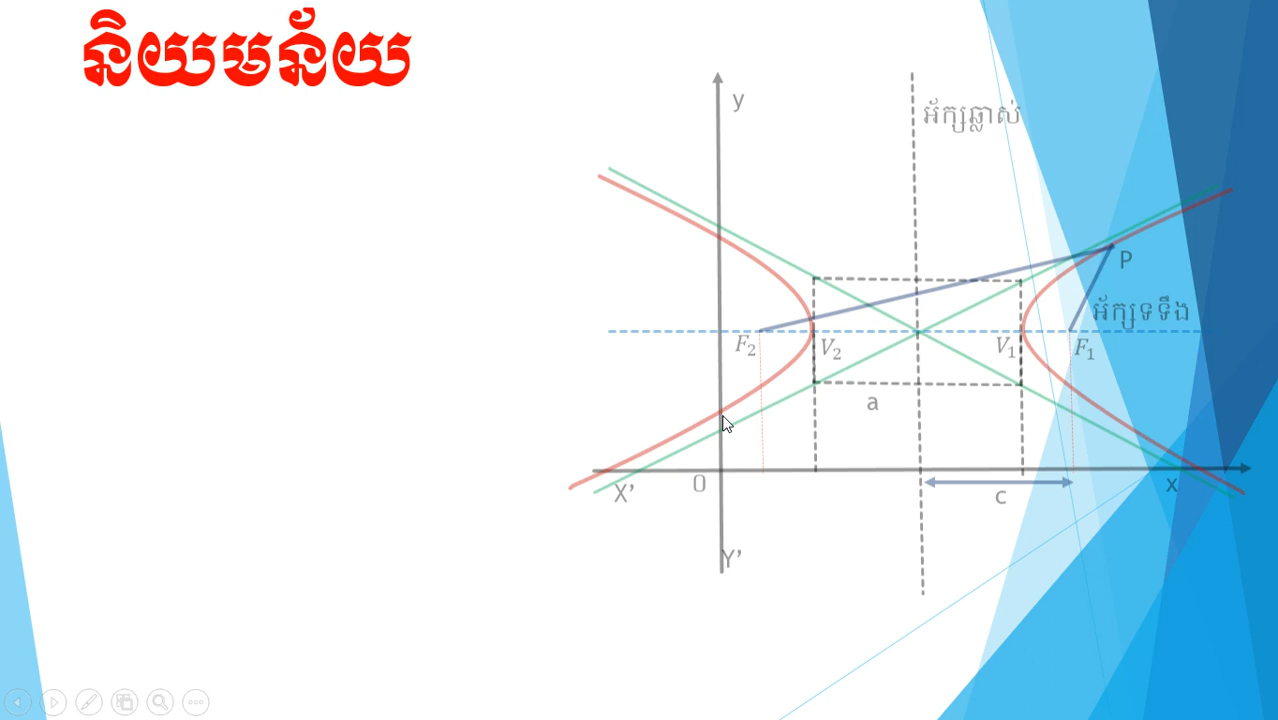 និយមន័យ
y
អ័ក្សឆ្លាស់
P
អ័ក្សទទឹង
F₂ V₂ V₁ F₁
a
X’ 0 c x
Y’